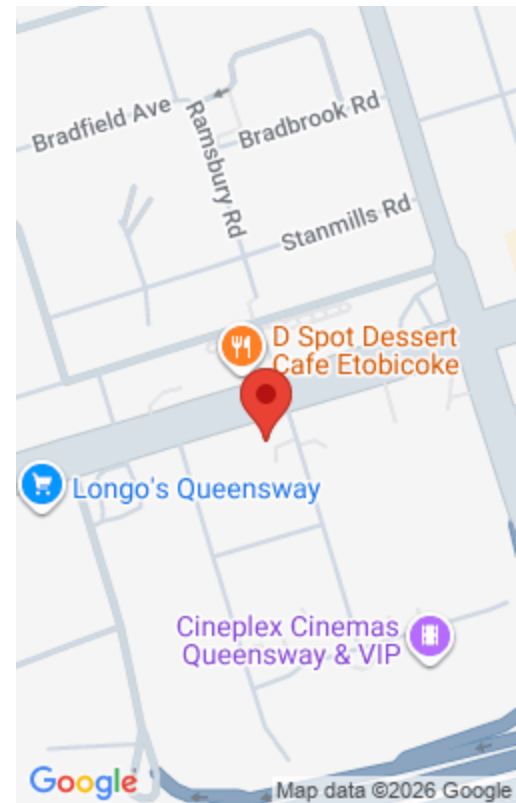 Bradfield Ave
Ramsbury Rd
Bradbrook Rd
Stanmills Rd
D Spot Dessert
Cafe Etobicoke
Longo's Queensway
Cineplex Cinemas
Queensway & VIP
Google
Map data ©2026 Google